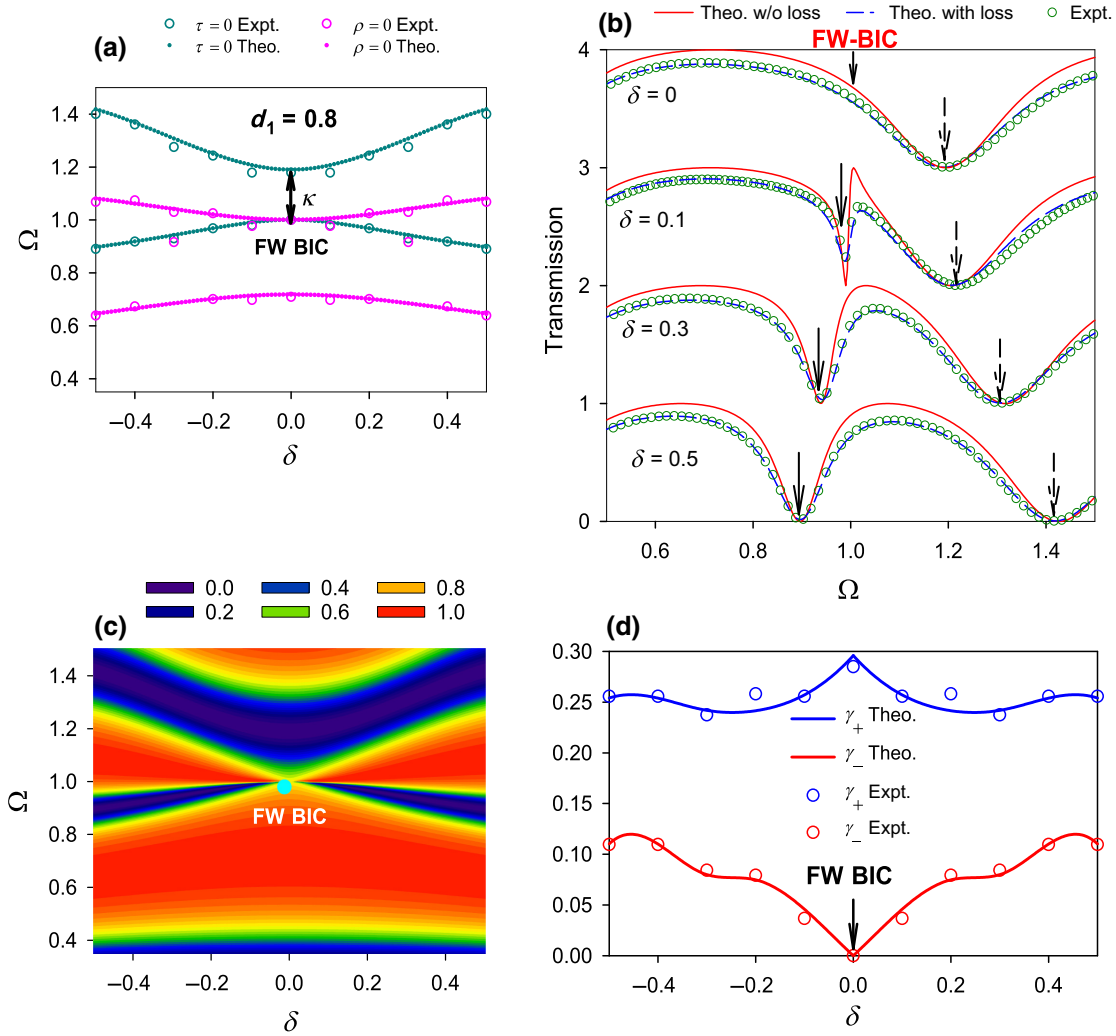 (a)
τ = 0 Expt. ρ = 0 Expt.
τ = 0 Theo. ρ = 0 Theo.
d1 = 0.8
κ
FW BIC
Ω
1.4
1.2
1.0
0.8
0.6
0.4
−0.4 −0.2 0.0 0.2 0.4
δ
(b)
Theo. w/o loss Theo. with loss Expt.
FW-BIC
δ = 0
δ = 0.1
δ = 0.3
δ = 0.5
Transmission
4
3
2
1
0
0.6 0.8 1.0 1.2 1.4
Ω
(c)
0.0 0.4 0.8
0.2 0.6 1.0
FW BIC
Ω
1.4
1.2
1.0
0.8
0.6
0.4
−0.4 −0.2 0.0 0.2 0.4
δ
(d)
0.30
0.25
0.20
0.15
0.10
0.05
0.00
γ+ Theo.
γ− Theo.
γ+ Expt.
γ− Expt.
FW BIC
−0.4 −0.2 0.0 0.2 0.4
δ